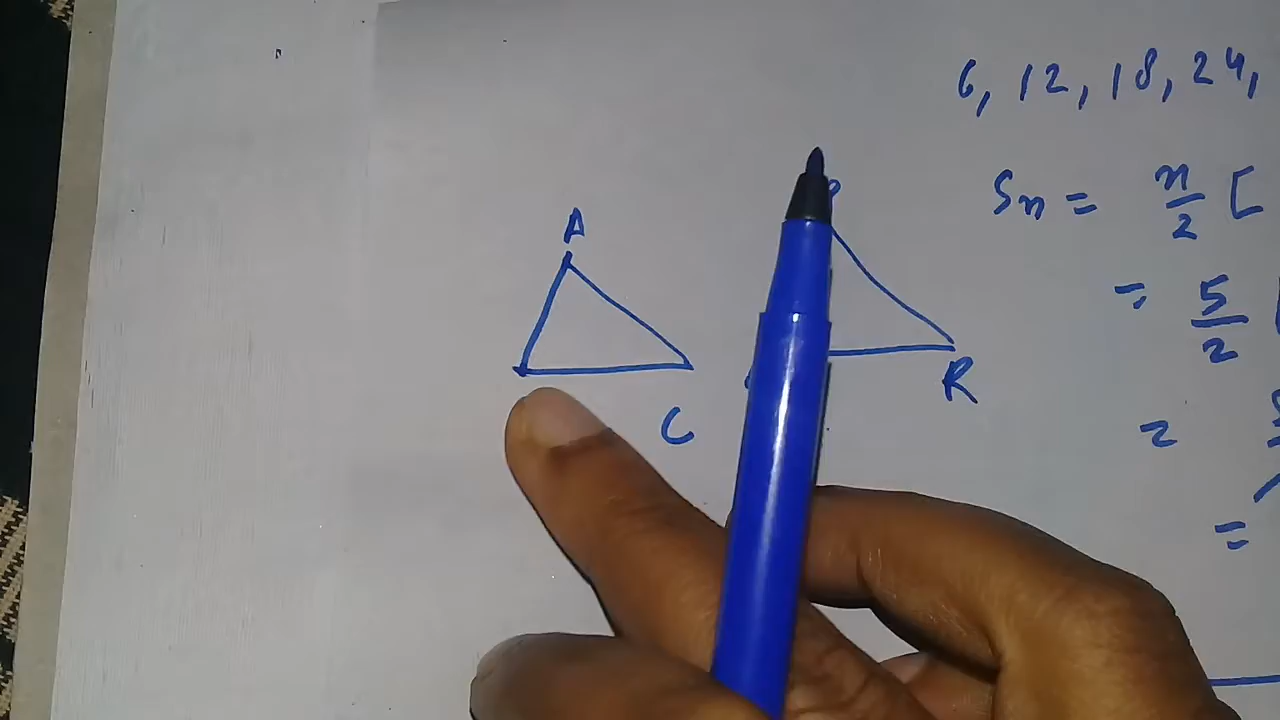 6, 12, 18, 24,
Sn = n/2 [
= 5/2
=
=
A
P
C
R